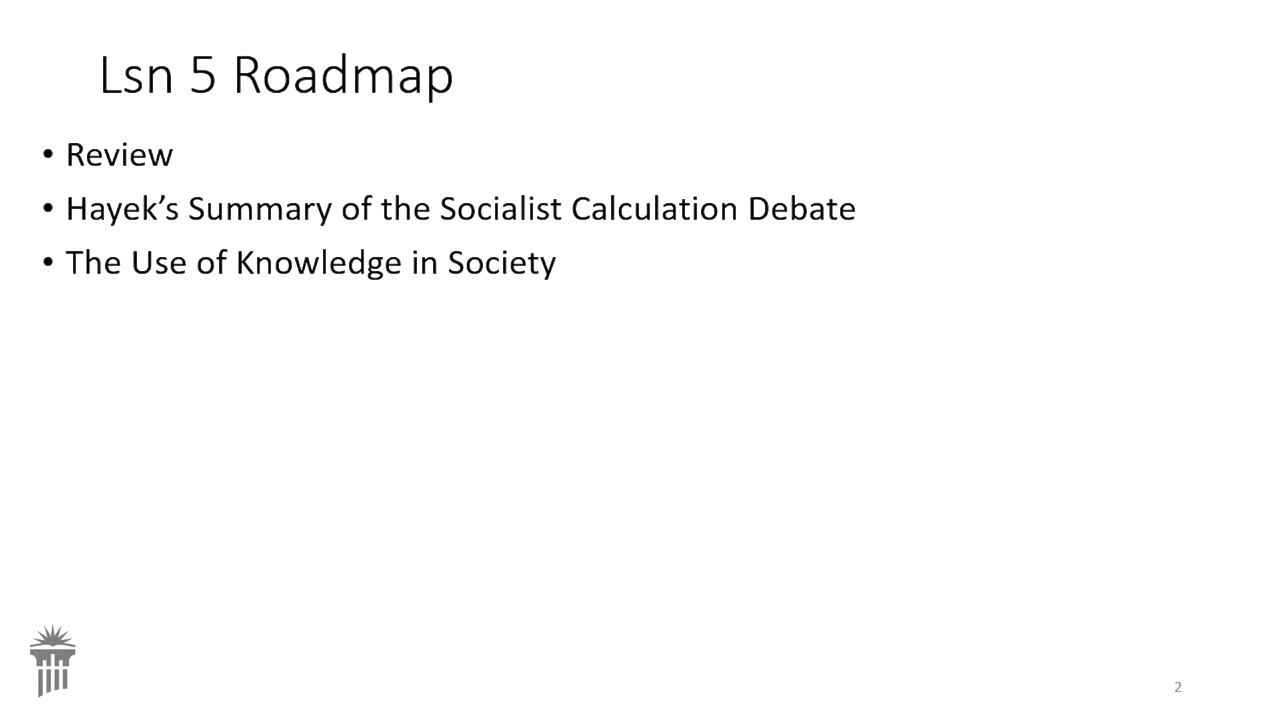 Lsn 5 Roadmap
• Review
• Hayek’s Summary of the Socialist Calculation Debate
• The Use of Knowledge in Society
2